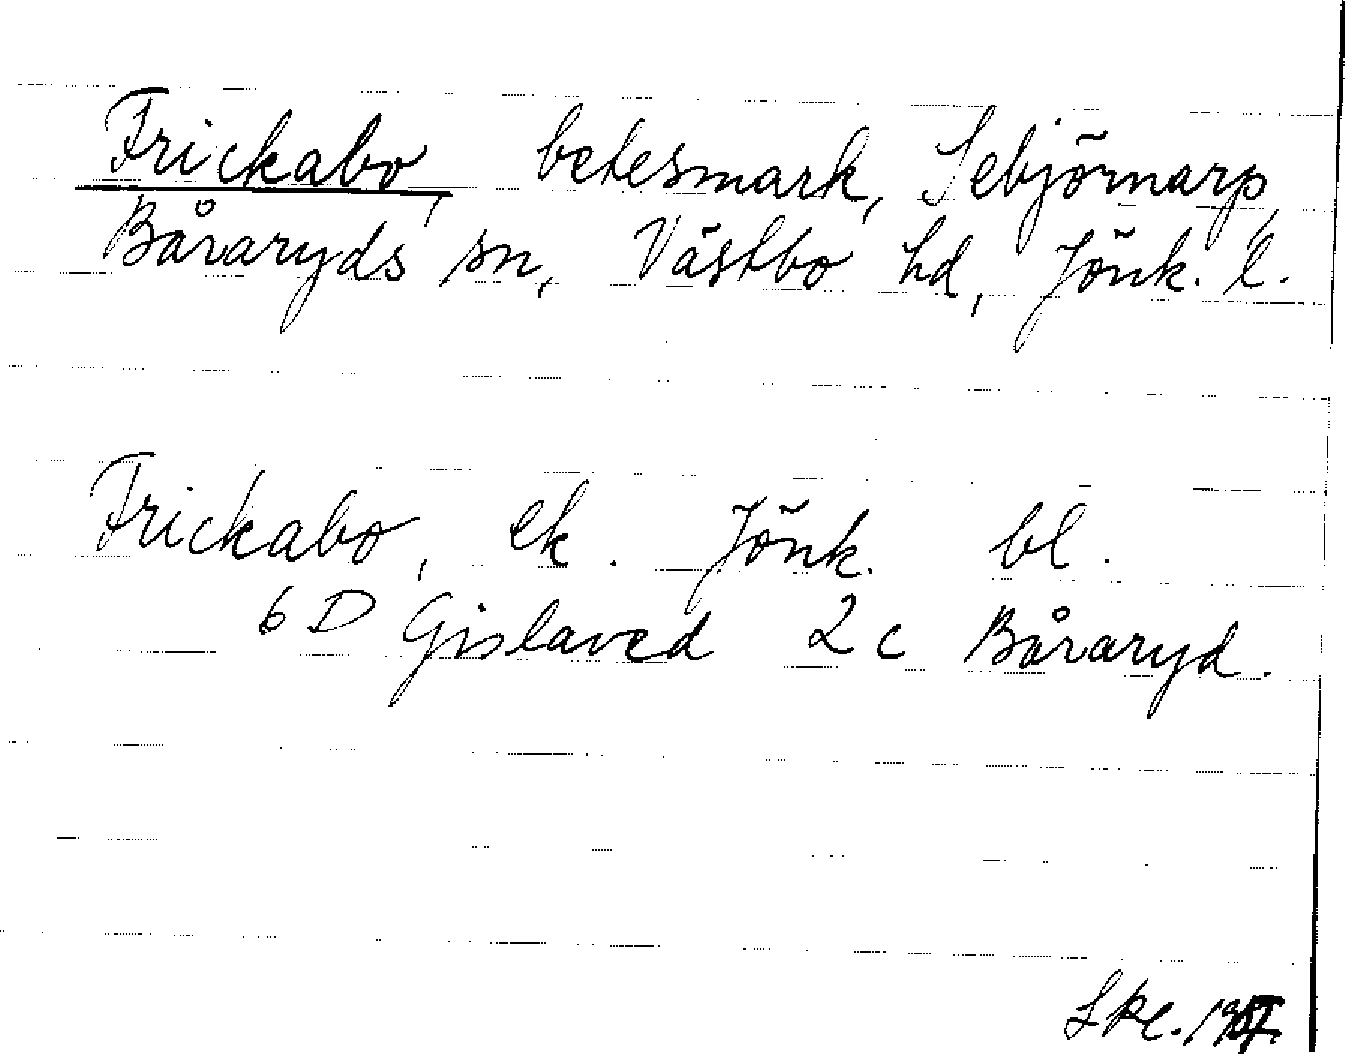 Frickabo, betesmark, Sebjörnarp,
Båraryds sn, Västbo hd, Jönk. l.
Frickabo, ek. Jönk. bl.
6 D Gislaved 2 c Båraryd.